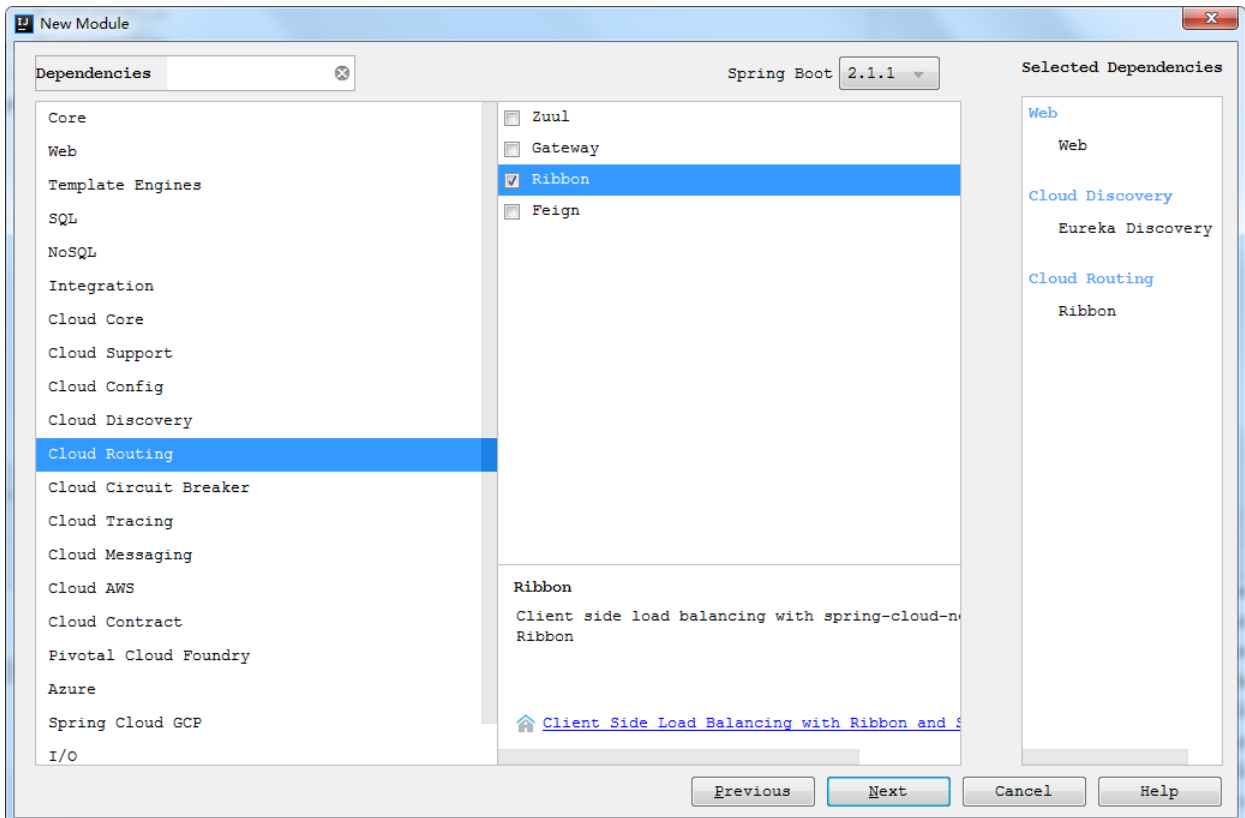 New Module
Dependencies
Spring Boot 2.1.1
Selected Dependencies
Core
Web
Template Engines
SQL
NoSQL
Integration
Cloud Core
Cloud Support
Cloud Config
Cloud Discovery
Cloud Routing
Cloud Circuit Breaker
Cloud Tracing
Cloud Messaging
Cloud AWS
Cloud Contract
Pivotal Cloud Foundry
Azure
Spring Cloud GCP
I/O
Zuul
Gateway
Ribbon
Feign
Ribbon
Client side load balancing with spring-cloud-n
Ribbon
Client Side Load Balancing with Ribbon and S
Web
Web
Cloud Discovery
Eureka Discovery
Cloud Routing
Ribbon
Previous
Next
Cancel
Help